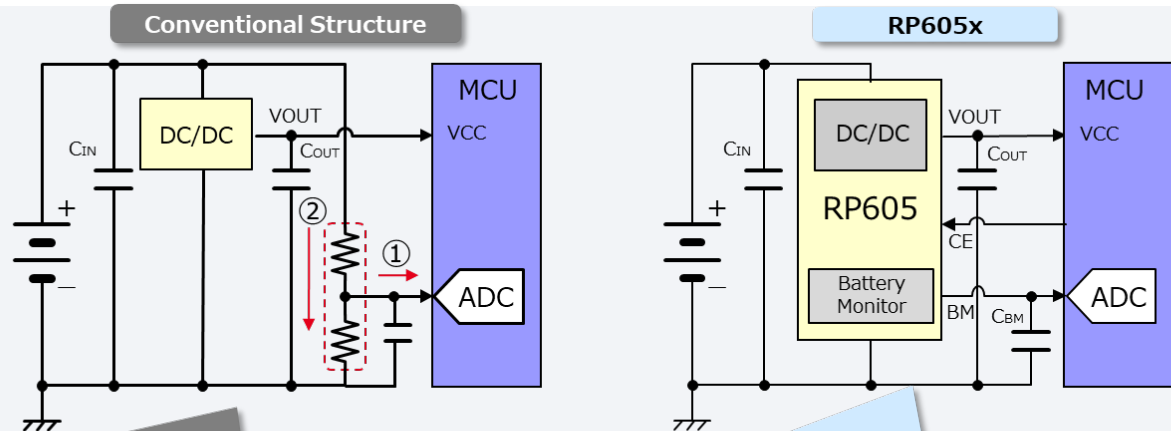 Conventional Structure
MCU
DC/DC
VOUT
VCC
CIN
COUT
+
②
①
ADC
−
RP605x
MCU
DC/DC
VOUT
VCC
CIN
COUT
RP605
+
CE
Battery
Monitor
BM
CBM
ADC
−